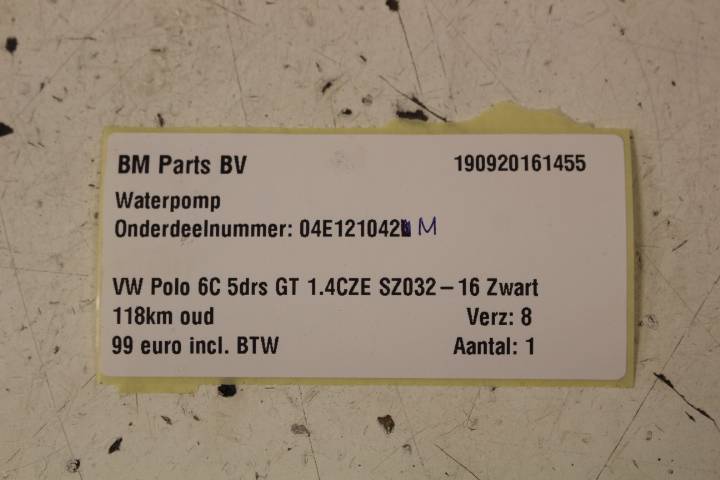 BM Parts BV 190920161455
Waterpomp
Onderdeelnummer: 04E121042 M
VW Polo 6C 5drs GT 1.4CZE SZ032-16 Zwart
118km oud Verz: 8
99 euro incl. BTW Aantal: 1